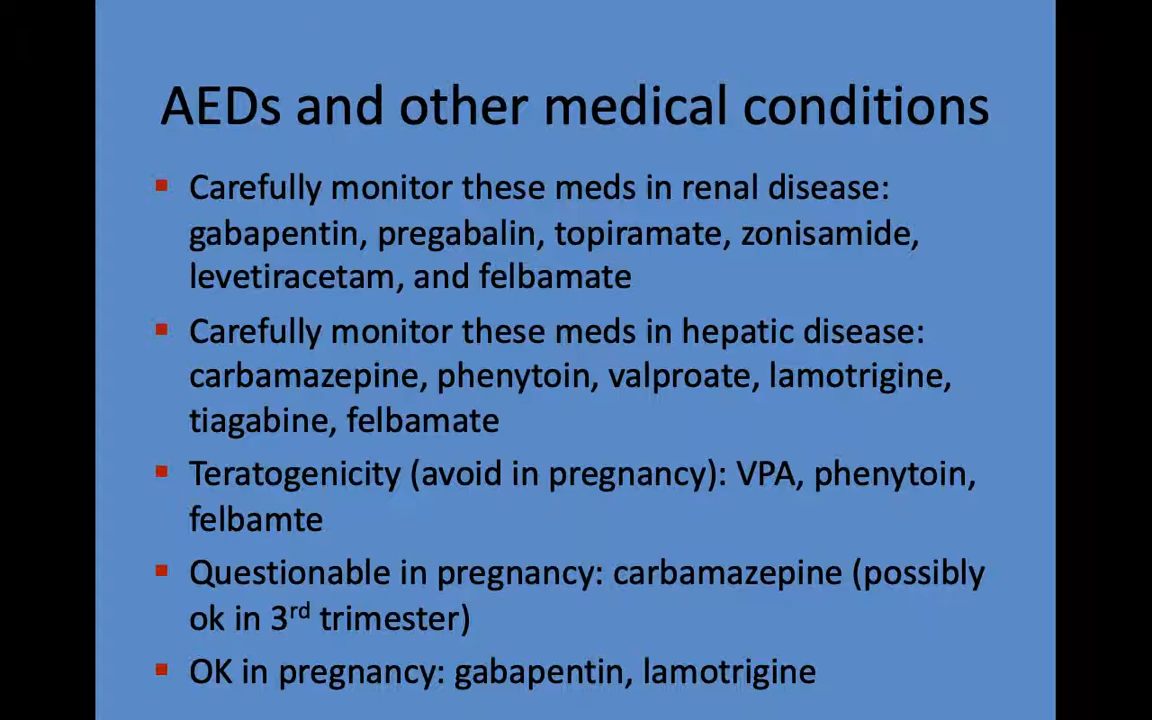 AEDs and other medical conditions
Carefully monitor these meds in renal disease:
gabapentin, pregabalin, topiramate, zonisamide,
levetiracetam, and felbamate
Carefully monitor these meds in hepatic disease:
carbamazepine, phenytoin, valproate, lamotrigine,
tiagabine, felbamate
Teratogenicity (avoid in pregnancy): VPA, phenytoin,
felbamte
Questionable in pregnancy: carbamazepine (possibly
ok in 3rd trimester)
OK in pregnancy: gabapentin, lamotrigine